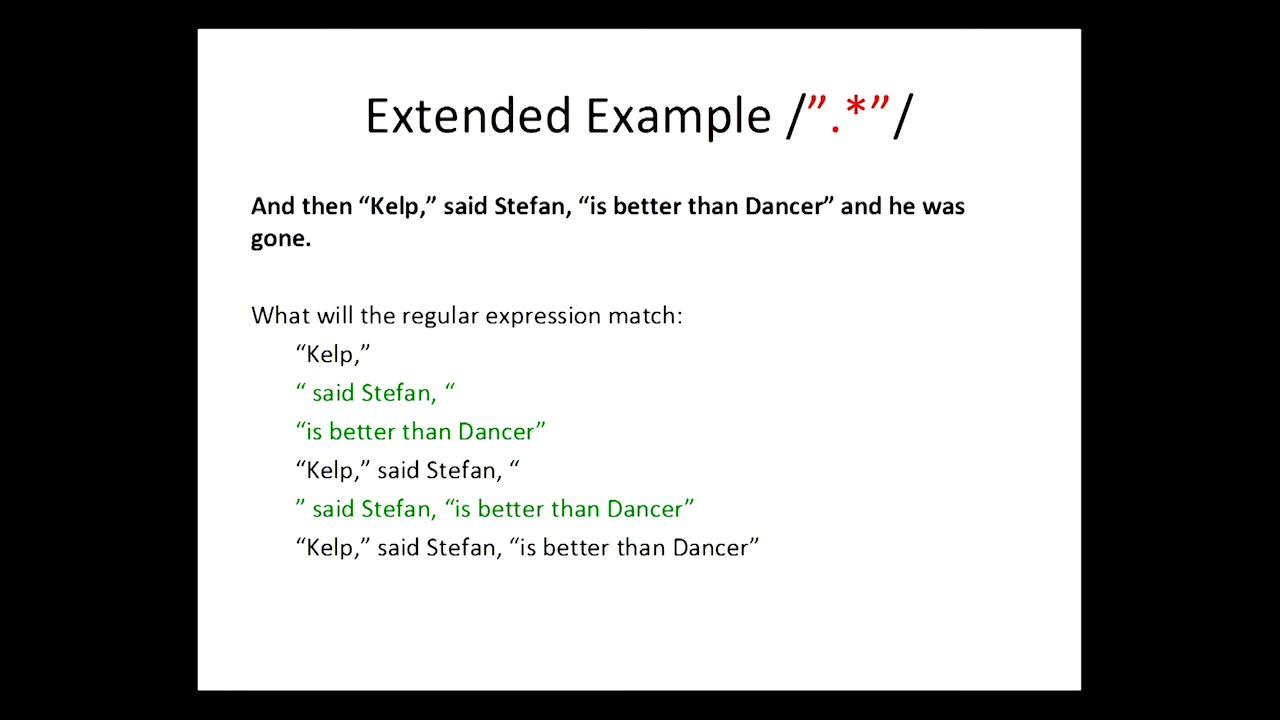 Extended Example /”.*”/
And then “Kelp,” said Stefan, “is better than Dancer” and he was
gone.
What will the regular expression match:
“Kelp,”
“ said Stefan, “
“is better than Dancer”
“Kelp,” said Stefan, “
” said Stefan, “is better than Dancer”
“Kelp,” said Stefan, “is better than Dancer”